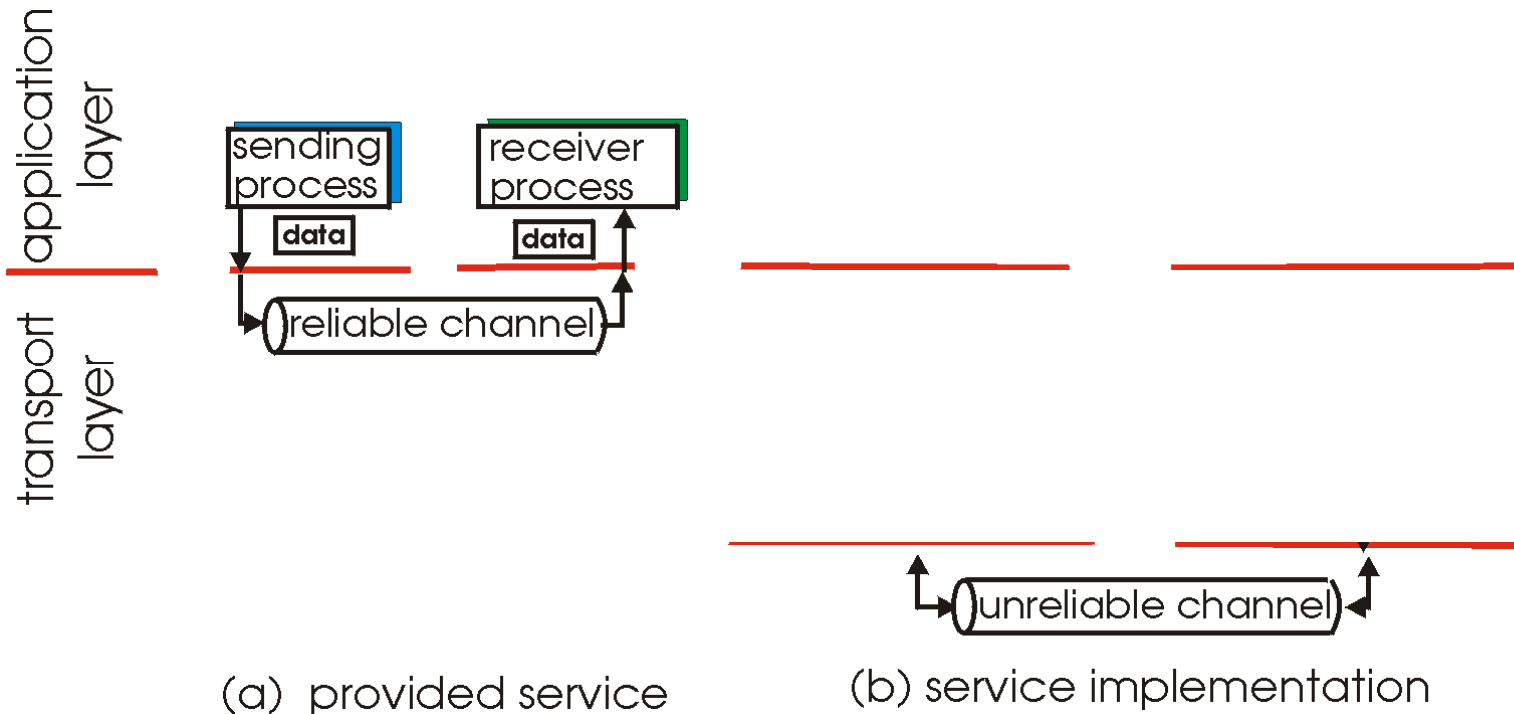 application
layer
transport
layer
sending
process
receiver
process
data
data
reliable channel
unreliable channel
(a) provided service
(b) service implementation